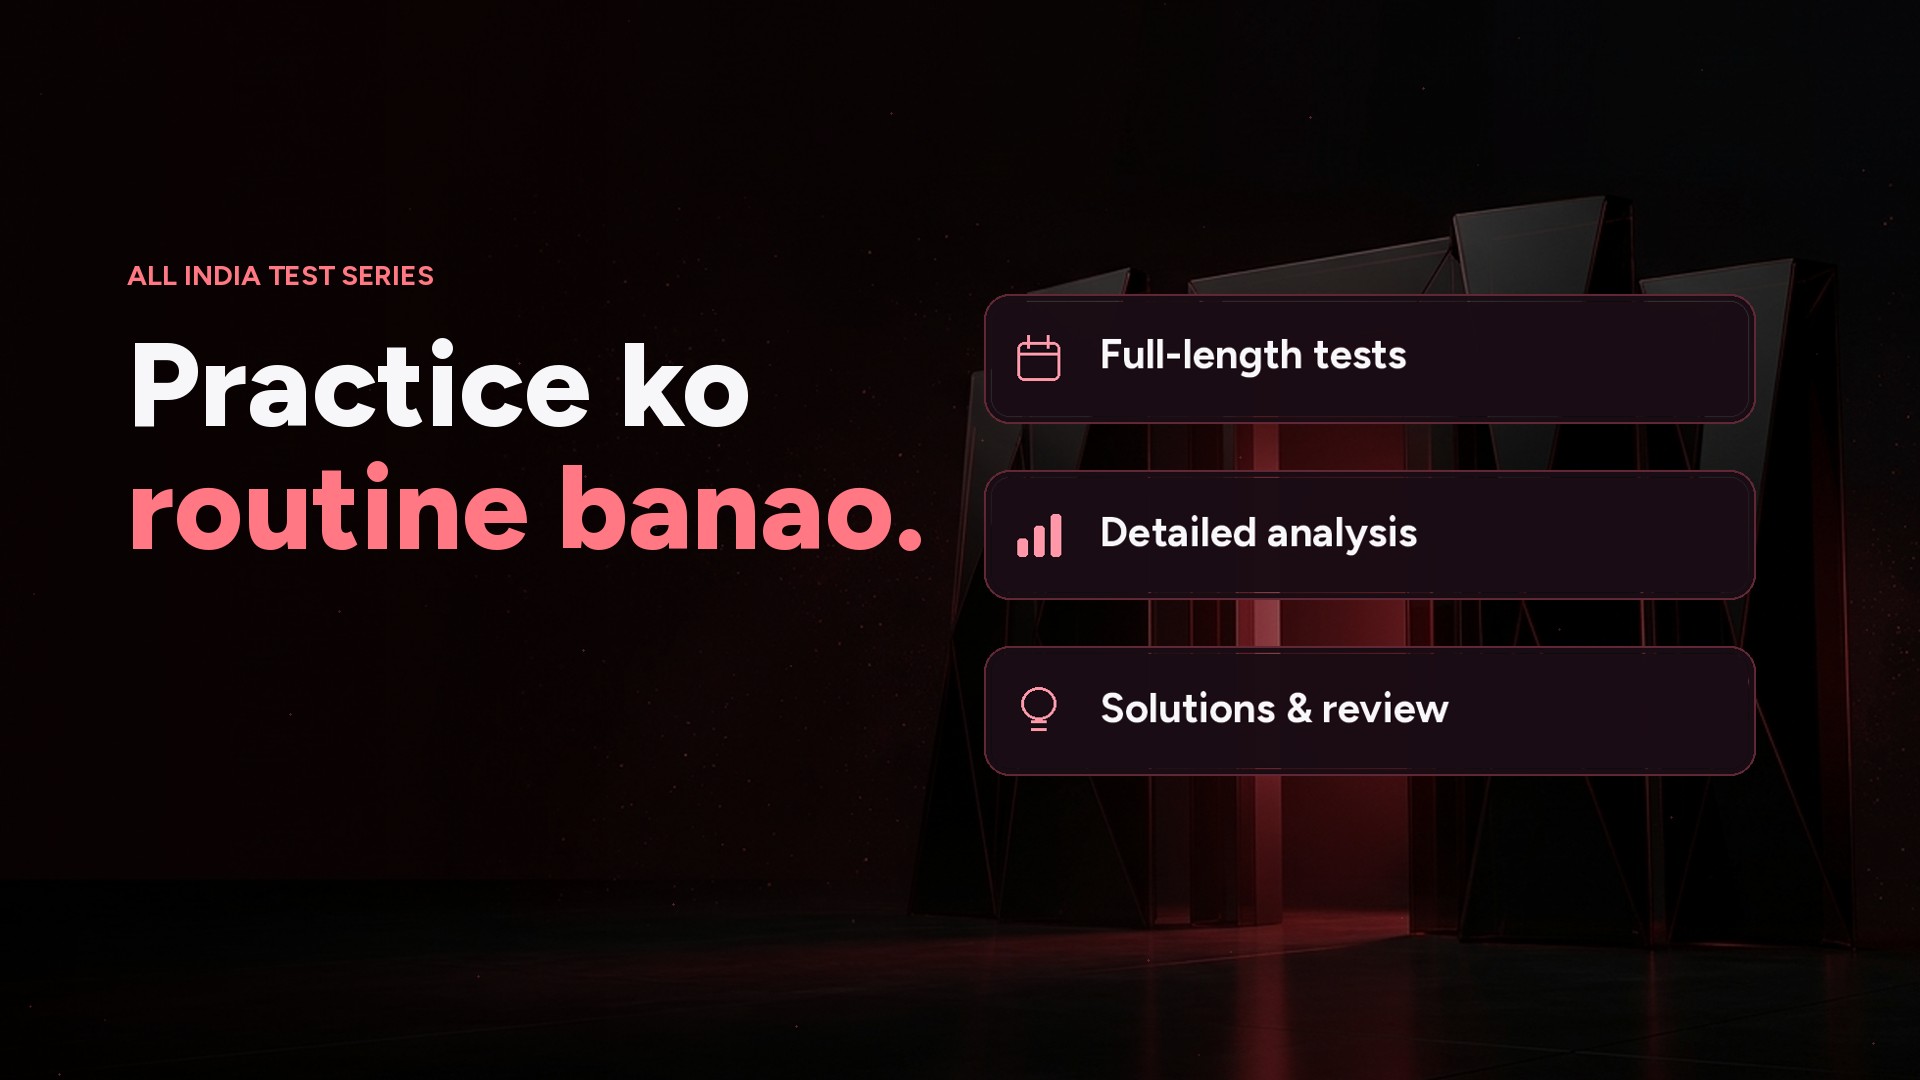 ALL INDIA TEST SERIES
Practice ko
routine banao.
Full-length tests
Detailed analysis
Solutions & review